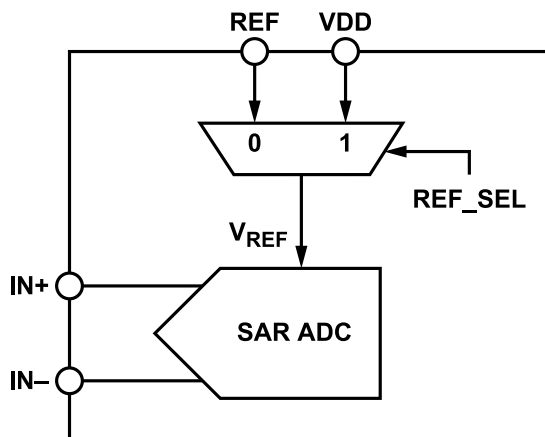 REF VDD
0 1
REF_SEL
VREF
IN+
SAR ADC
IN–